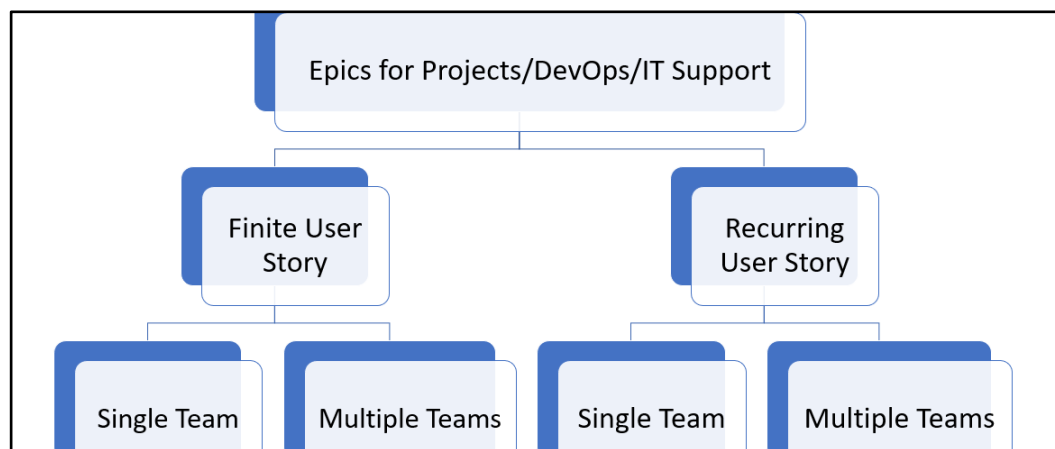 Epics for Projects/DevOps/IT Support
Finite User
Story
Recurring
User Story
Single Team
Multiple Teams
Single Team
Multiple Teams